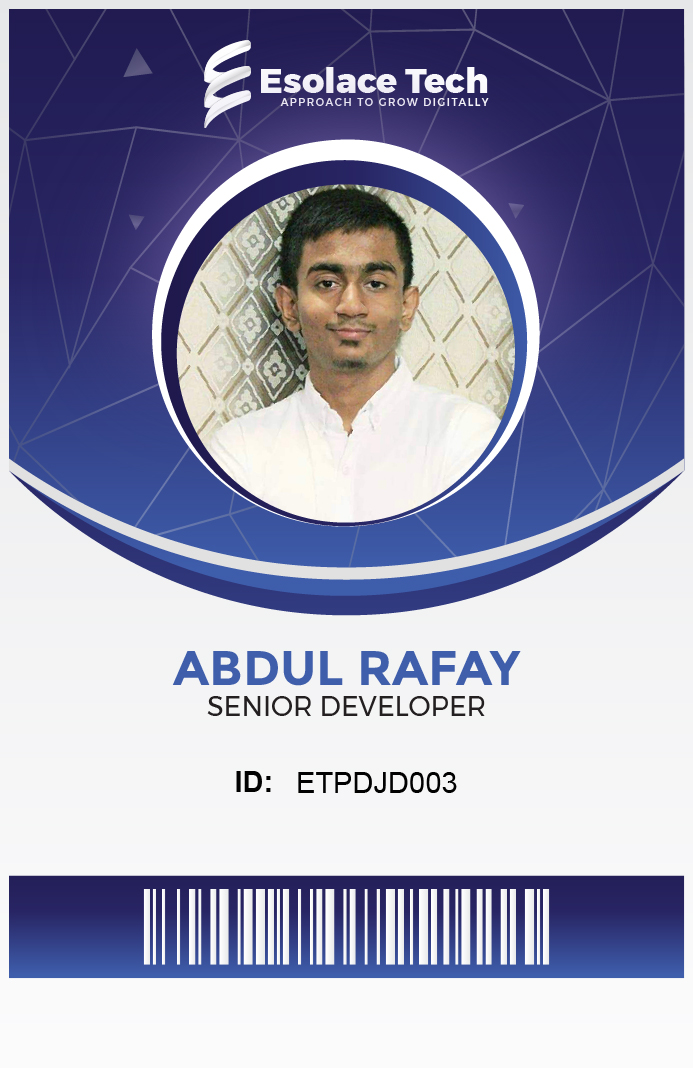 Esolace Tech
APPROACH TO GROW DIGITALLY
ABDUL RAFAY
SENIOR DEVELOPER
ID: ETPDJD003